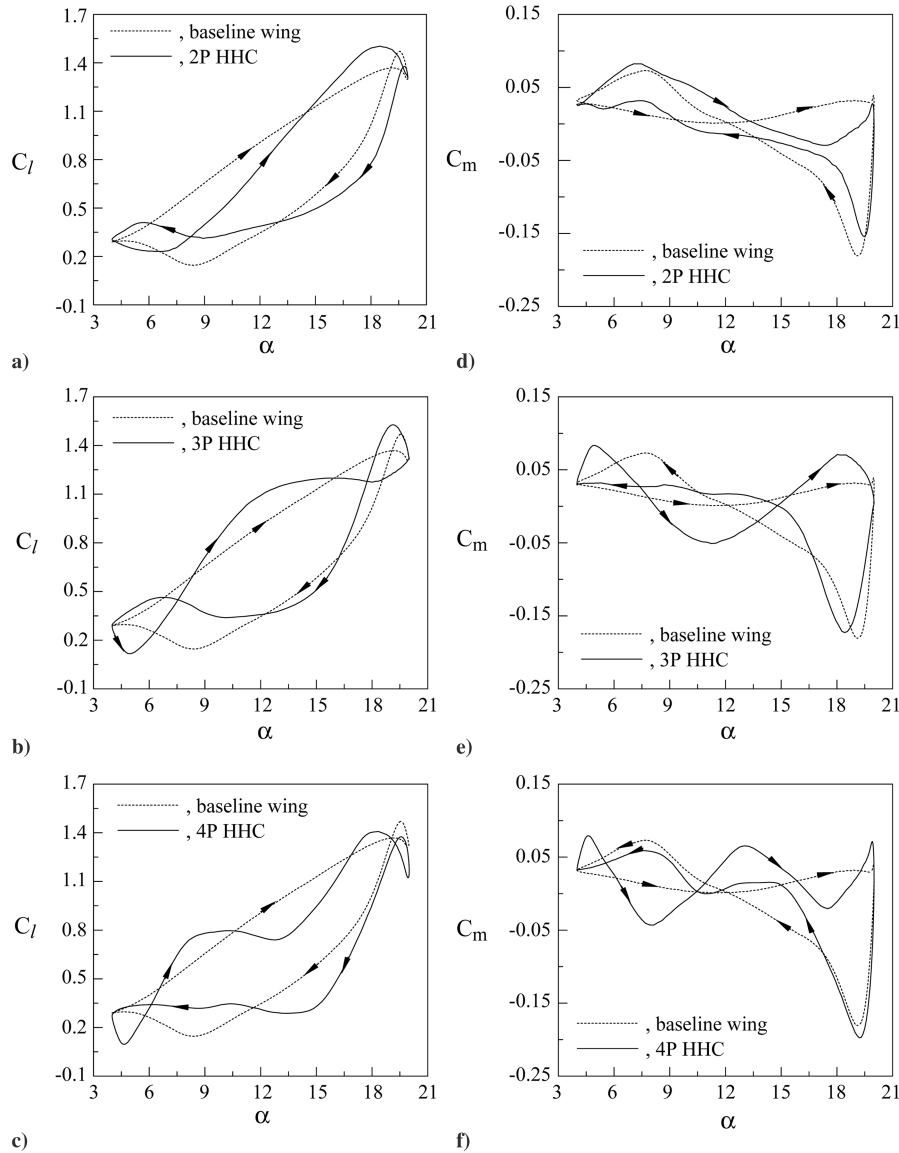 1.7
1.4
1.1
0.8
0.5
0.2
-0.1
C_l
, baseline wing
, 2P HHC
3 6 9 12 15 18 21
α
a)
0.15
0.05
-0.05
-0.15
-0.25
C_m
, baseline wing
, 2P HHC
3 6 9 12 15 18 21
α
d)
1.7
1.4
1.1
0.8
0.5
0.2
-0.1
C_l
, baseline wing
, 3P HHC
3 6 9 12 15 18 21
α
b)
0.15
0.05
-0.05
-0.15
-0.25
C_m
, baseline wing
, 3P HHC
3 6 9 12 15 18 21
α
e)
1.7
1.4
1.1
0.8
0.5
0.2
-0.1
C_l
, baseline wing
, 4P HHC
3 6 9 12 15 18 21
α
c)
0.15
0.05
-0.05
-0.15
-0.25
C_m
, baseline wing
, 4P HHC
3 6 9 12 15 18 21
α
f)